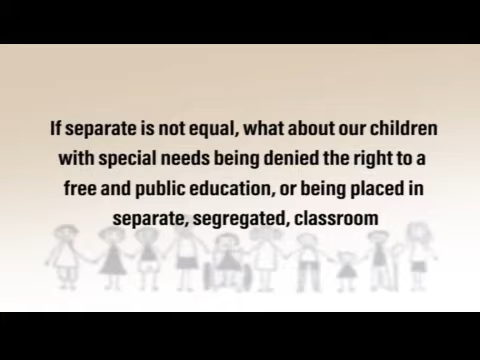 If separate is not equal, what about our children
with special needs being denied the right to a
free and public education, or being placed in
separate, segregated, classroom